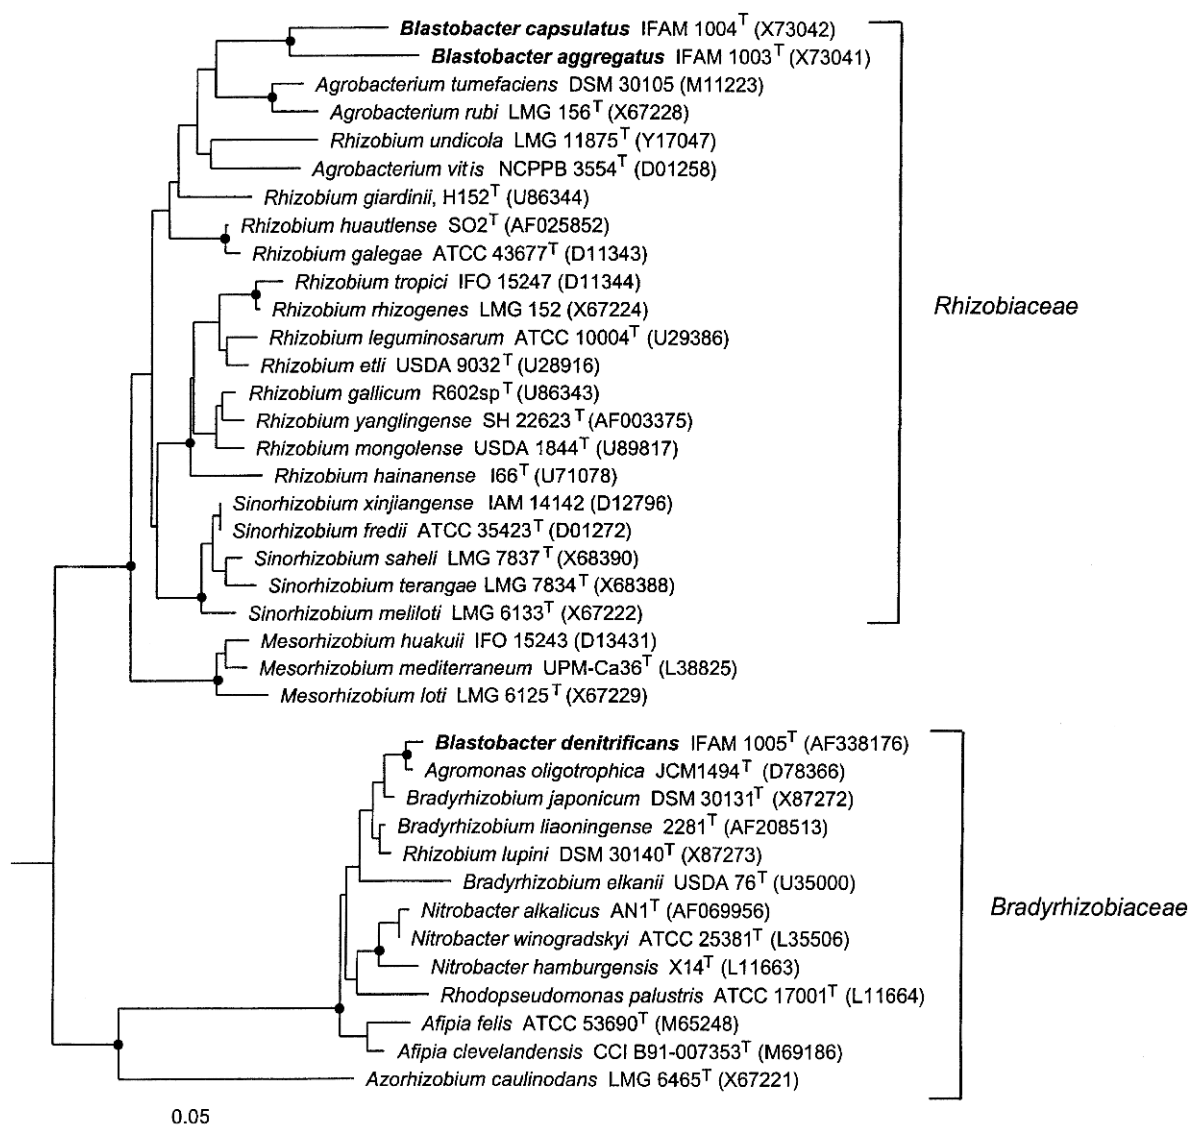 Blastobacter capsulatus IFAM 1004T (X73042)
Blastobacter aggregatus IFAM 1003T (X73041)
Agrobacterium tumefaciens DSM 30105 (M11223)
Agrobacterium rubi LMG 156T (X67228)
Rhizobium undicola LMG 11875T (Y17047)
Agrobacterium vitis NCPPB 3554T (D01258)
Rhizobium giardinii, H152T (U86344)
Rhizobium huautlense SO2T (AF025852)
Rhizobium galegae ATCC 43677T (D11343)
Rhizobium tropici IFO 15247 (D11344)
Rhizobium rhizogenes LMG 152 (X67224)
Rhizobiaceae
Rhizobium leguminosarum ATCC 10004T (U29386)
Rhizobium etli USDA 9032T (U28916)
Rhizobium gallicum R602spT (U86343)
Rhizobium yanglingense SH 22623T (AF003375)
Rhizobium mongolense USDA 1844T (U89817)
Rhizobium hainanense I66T (U71078)
Sinorhizobium xinjiangense IAM 14142 (D12796)
Sinorhizobium fredii ATCC 35423T (D01272)
Sinorhizobium saheli LMG 7837T (X68390)
Sinorhizobium terangae LMG 7834T (X68388)
Sinorhizobium meliloti LMG 6133T (X67222)
Mesorhizobium huakuii IFO 15243 (D13431)
Mesorhizobium mediterraneum UPM-Ca36T (L38825)
Mesorhizobium loti LMG 6125T (X67229)
Blastobacter denitrificans IFAM 1005T (AF338176)
Agromonas oligotrophica JCM1494T (D78366)
Bradyrhizobium japonicum DSM 30131T (X87272)
Bradyrhizobium liaoningense 2281T (AF208513)
Rhizobium lupini DSM 30140T (X87273)
Bradyrhizobium elkanii USDA 76T (U35000)
Bradyrhizobiaceae
Nitrobacter alkalicus AN1T (AF069956)
Nitrobacter winogradskyi ATCC 25381T (L35506)
Nitrobacter hamburgensis X14T (L11663)
Rhodopseudomonas palustris ATCC 17001T (L11664)
Afipia felis ATCC 53690T (M65248)
Afipia clevelandensis CCI B91-007353T (M69186)
Azorhizobium caulinodans LMG 6465T (X67221)
0.05